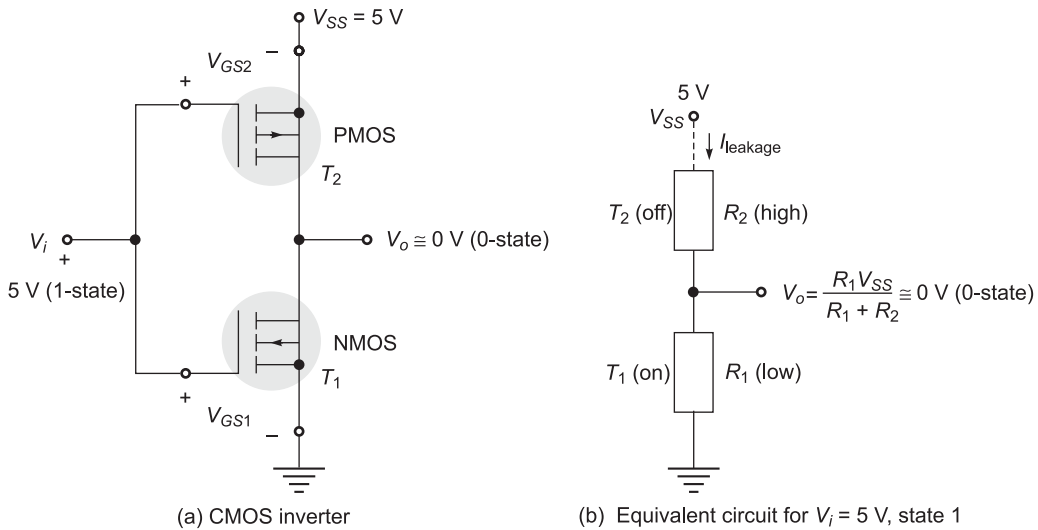 V_SS = 5 V
–
V_GS2
+
PMOS
T_2
V_i
+
5 V (1-state)
V_o ≅ 0 V (0-state)
NMOS
T_1
+
V_GS1
–
(a) CMOS inverter
5 V
V_SS
I_leakage
T_2 (off)
R_2 (high)
V_o = R_1V_SS / R_1 + R_2 ≅ 0 V (0-state)
T_1 (on)
R_1 (low)
(b) Equivalent circuit for V_i = 5 V, state 1